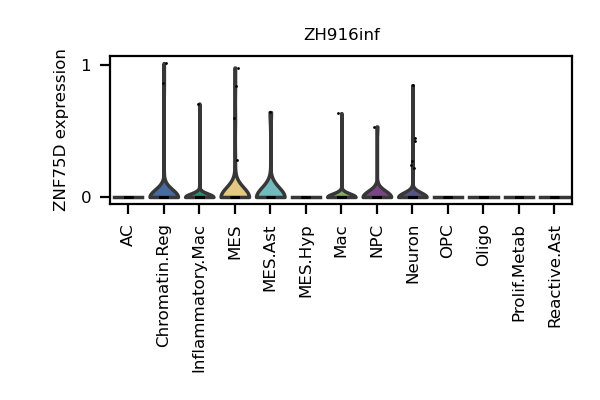 ZH916inf
ZNF75D expression
1
0
AC
Chromatin.Reg
Inflammatory.Mac
MES
MES.Ast
MES.Hyp
Mac
NPC
Neuron
OPC
Oligo
Prolif.Metab
Reactive.Ast